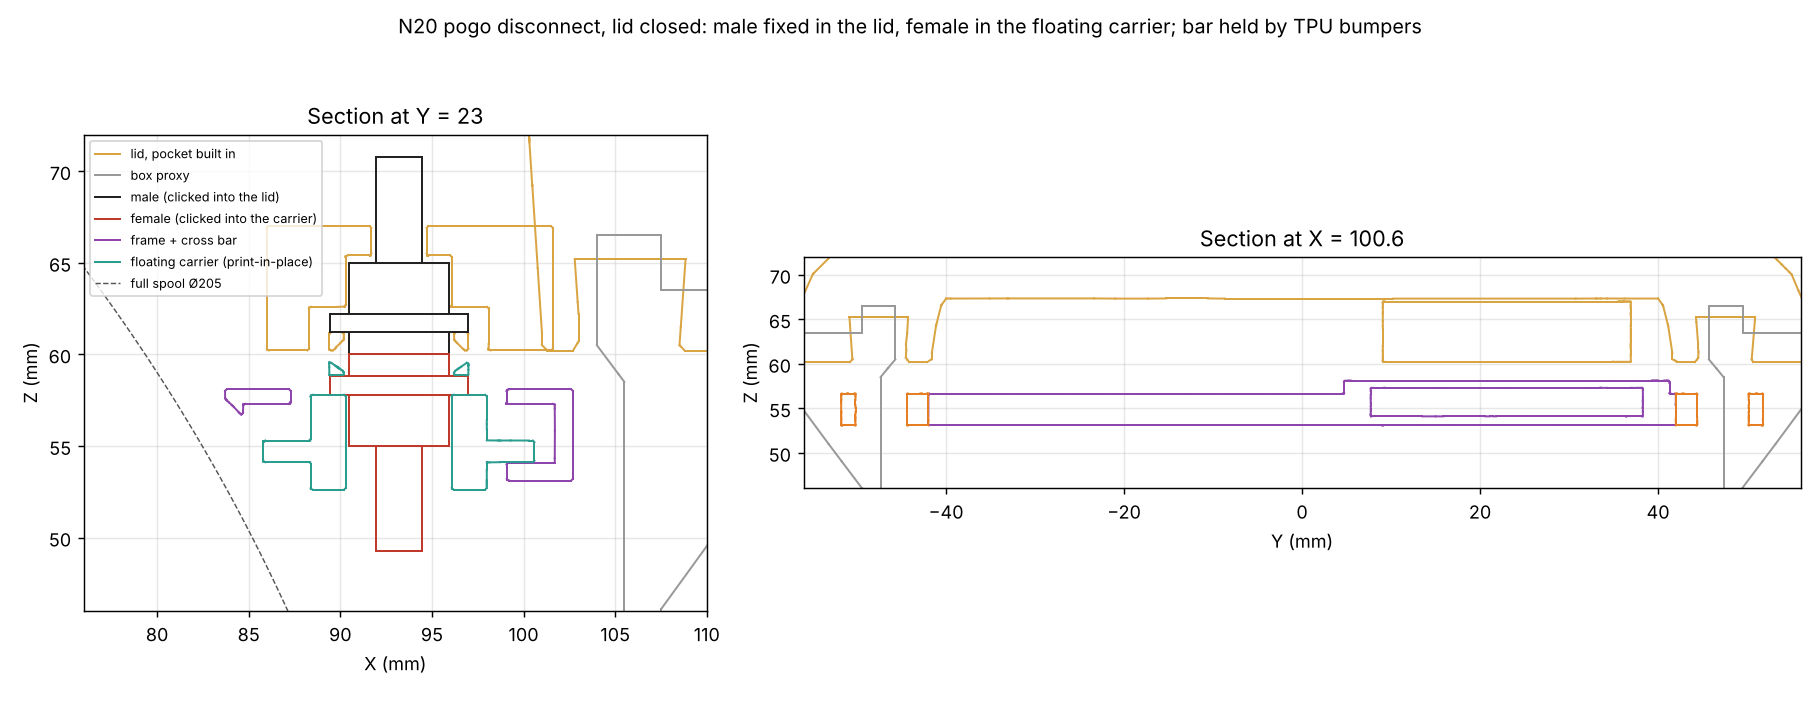 N20 pogo disconnect, lid closed: male fixed in the lid, female in the floating carrier; bar held by TPU bumpers
Section at Y = 23
lid, pocket built in
box proxy
male (clicked into the lid)
female (clicked into the carrier)
frame + cross bar
floating carrier (print-in-place)
full spool Ø205
70
65
60
55
50
Z (mm)
80 85 90 95 100 105 110
X (mm)
Section at X = 100.6
70
65
60
55
50
Z (mm)
−40 −20 0 20 40
Y (mm)